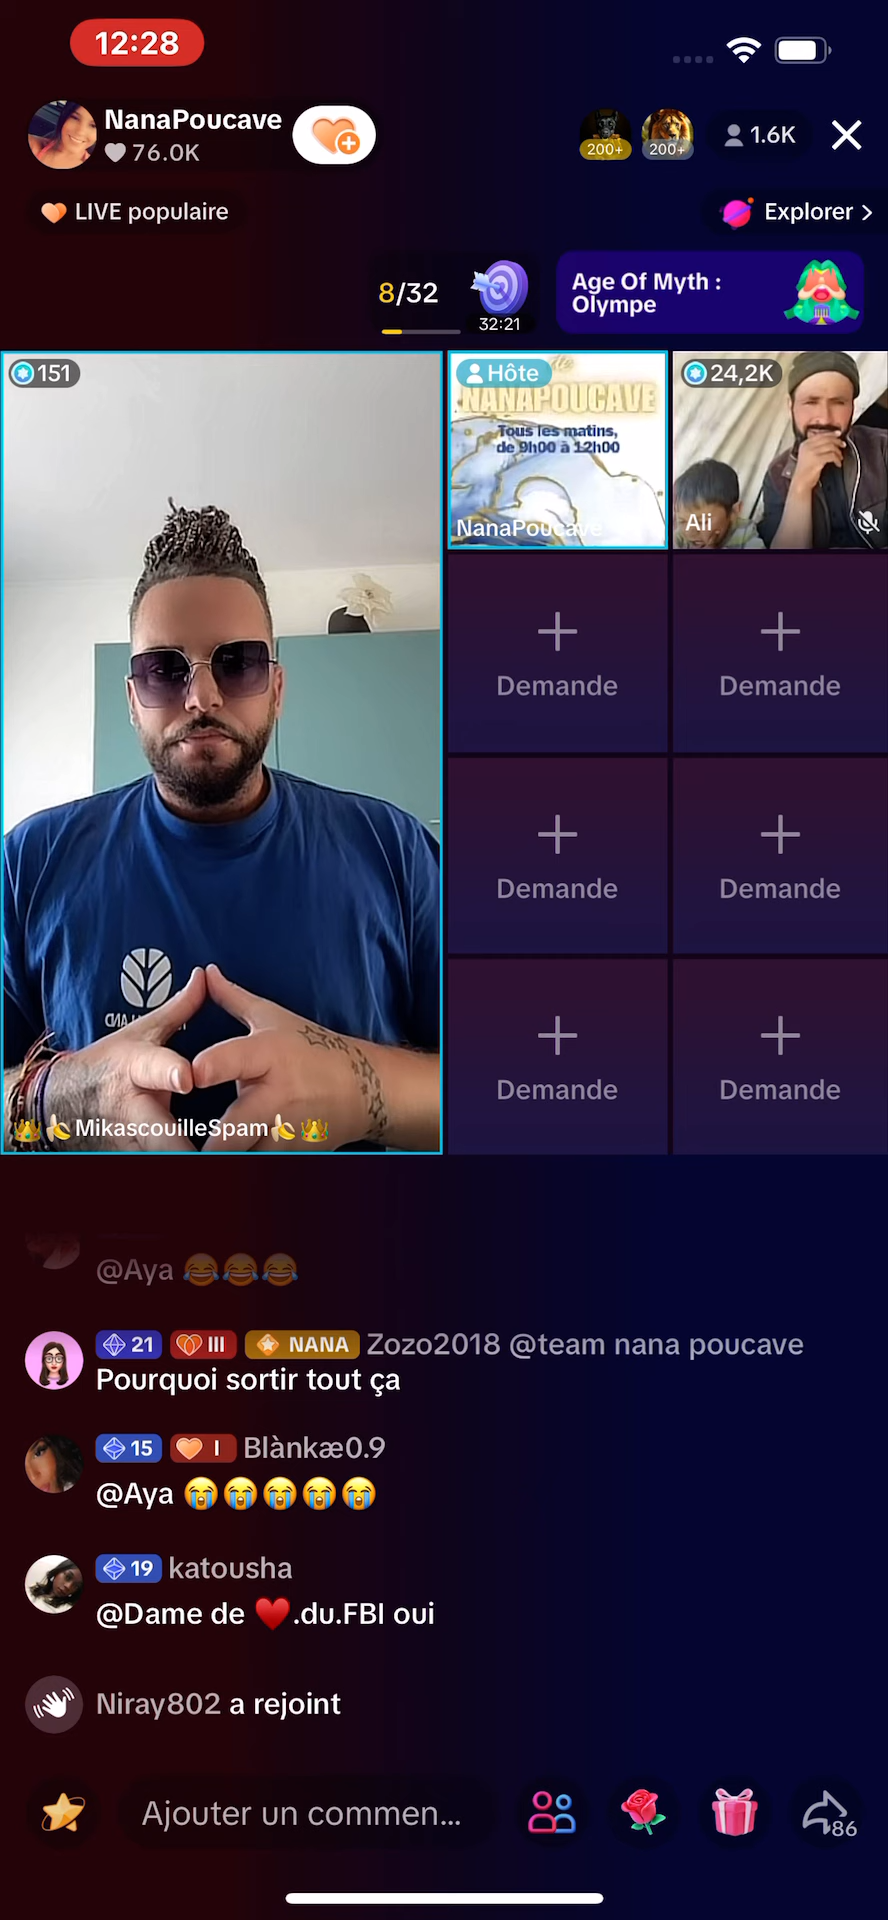 12:28
NanaPoucave
76.0K
200+
200+
1.6K
LIVE populaire
Explorer >
8/32
32:21
Age Of Myth :
Olympe
151
Hôte
NANAPOUCAVE
Tous les matins,
de 9h00 à 12h00
NanaPoucave
24,2K
Ali
Demande
Demande
Demande
Demande
Demande
Demande
👑🍌MikascouilleSpam🍌👑
@Aya 😂😂😂
21 III NANA Zozo2018 @team nana poucave
Pourquoi sortir tout ça
15 I Blànkæ0.9
@Aya 😭😭😭😭😭
19 katousha
@Dame de ♥️.du.FBI oui
Niray802 a rejoint
Ajouter un commen...
86